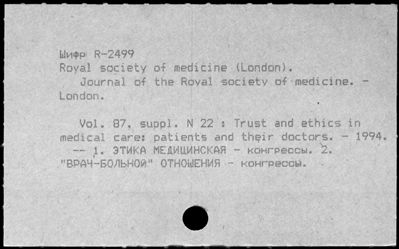 Шифр R-2499
Royal society of medicine (London).
Journal of the Royal society of medicine. -
London.
Vol. 87, suppl. N 22 : Trust and ethics in
medical care: patients and their doctors. - 1994.
-- 1. ЭТИКА МЕДИЦИНСКАЯ - конгрессы. 2.
"ВРАЧ-БОЛЬНОЙ" ОТНОШЕНИЯ - конгрессы.